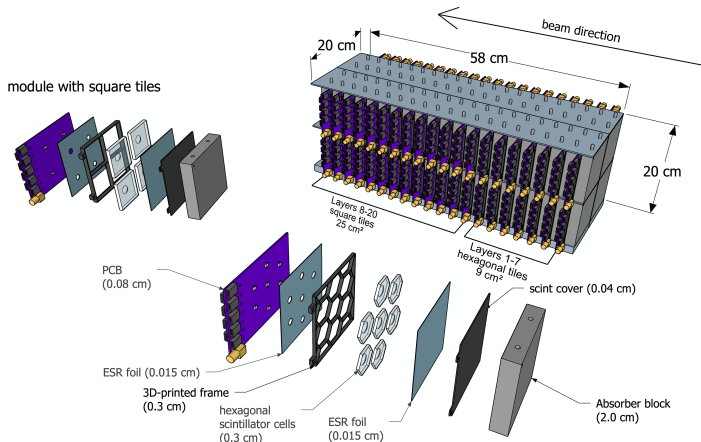 beam direction
20 cm
58 cm
module with square tiles
20 cm
Layers 8-20
square tiles
25 cm²
Layers 1-7
hexagonal tiles
9 cm²
PCB
(0.08 cm)
scint cover (0.04 cm)
ESR foil (0.015 cm)
3D-printed frame
(0.3 cm)
hexagonal
scintillator cells
(0.3 cm)
ESR foil
(0.015 cm)
Absorber block
(2.0 cm)